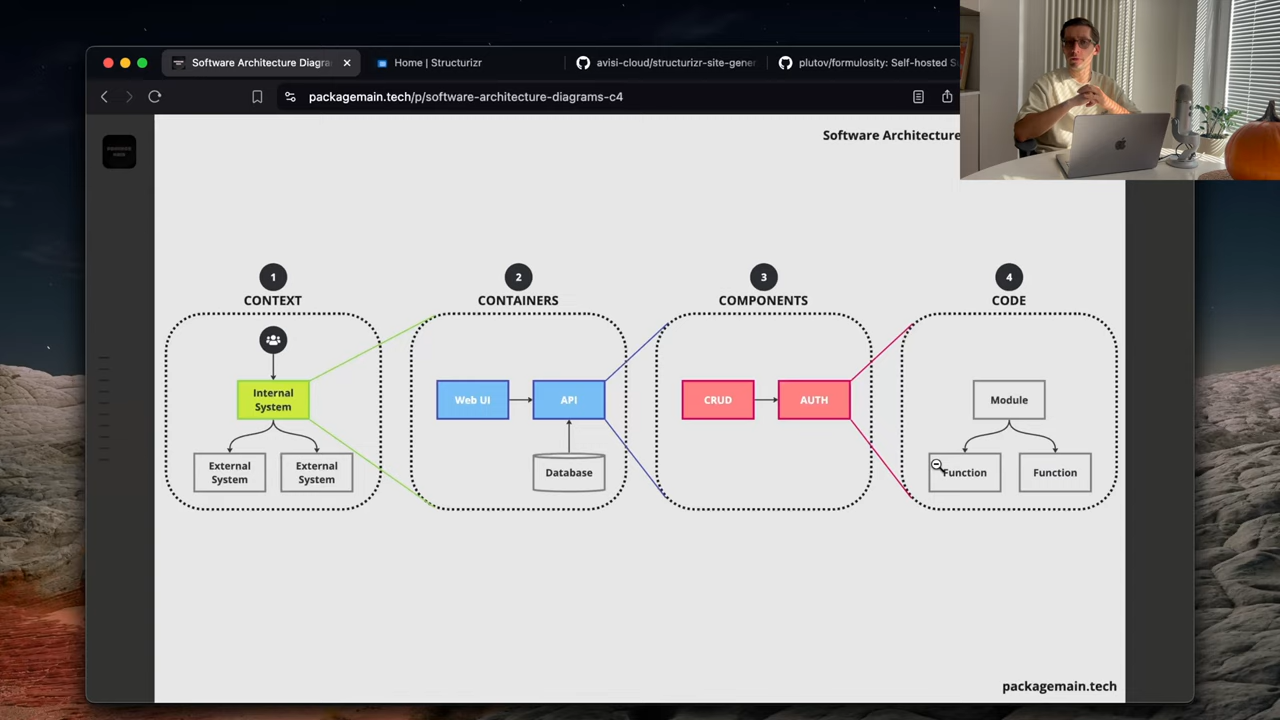 Software Architecture Diagra
Home | Structurizr
avisi-cloud/structurizr-site-gener
plutov/formulosity: Self-hosted S
packagemain.tech/p/software-architecture-diagrams-c4
Software Architecture
1
2
3
4
CONTEXT
CONTAINERS
COMPONENTS
CODE
Internal
System
Web UI
API
CRUD
AUTH
Module
External
System
External
System
Database
Function
Function
packagemain.tech